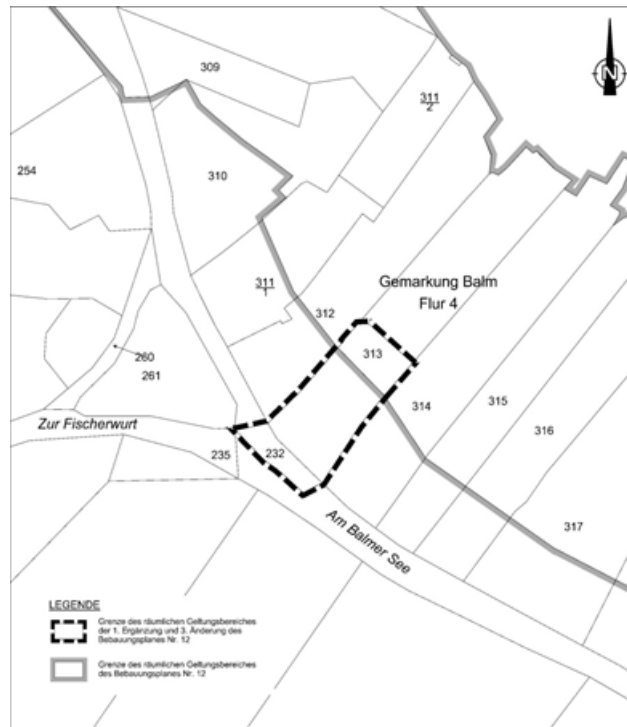 309
311
2
N
254
310
311
1
Gemarkung Balm
Flur 4
312
313
260
261
314
315
316
Zur Fischerwurt
235
232
317
Am Balmer See
LEGENDE
Grenze des räumlichen Geltungsbereiches
der 1. Ergänzung und 3. Änderung des
Bebauungsplanes Nr. 12
Grenze des räumlichen Geltungsbereiches
des Bebauungsplanes Nr. 12